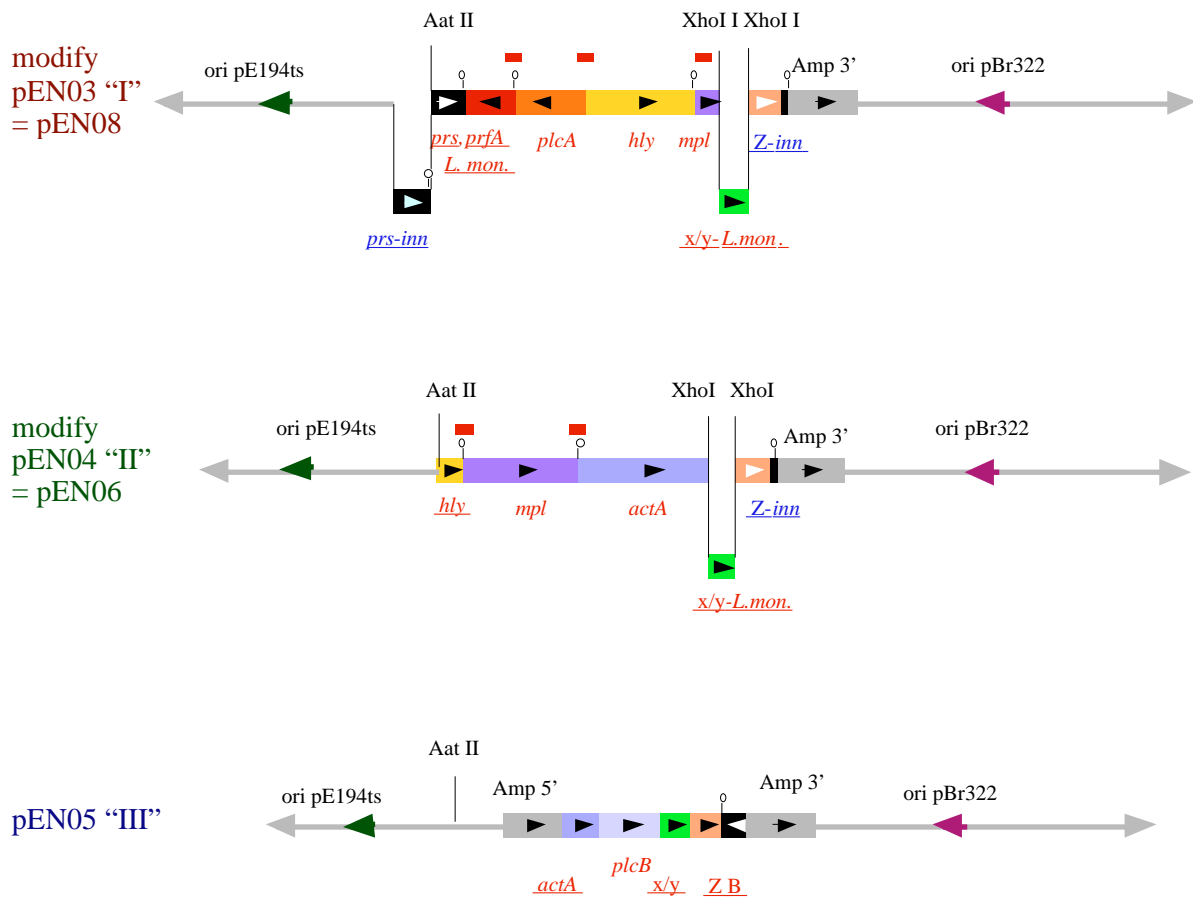 Aat II
XhoI I XhoI I
modify
pEN03 “I”
= pEN08
ori pE194ts
Amp 3’
ori pBr322
prs, prfA
L. mon.
plcA
hly
mpl
Z-inn
prs-inn
x/y-L.mon.
Aat II
XhoI
XhoI
modify
pEN04 “II”
= pEN06
ori pE194ts
Amp 3’
ori pBr322
hly
mpl
actA
Z-inn
x/y-L.mon.
Aat II
pEN05 “III”
ori pE194ts
Amp 5’
Amp 3’
ori pBr322
plcB
actA
x/y
Z B